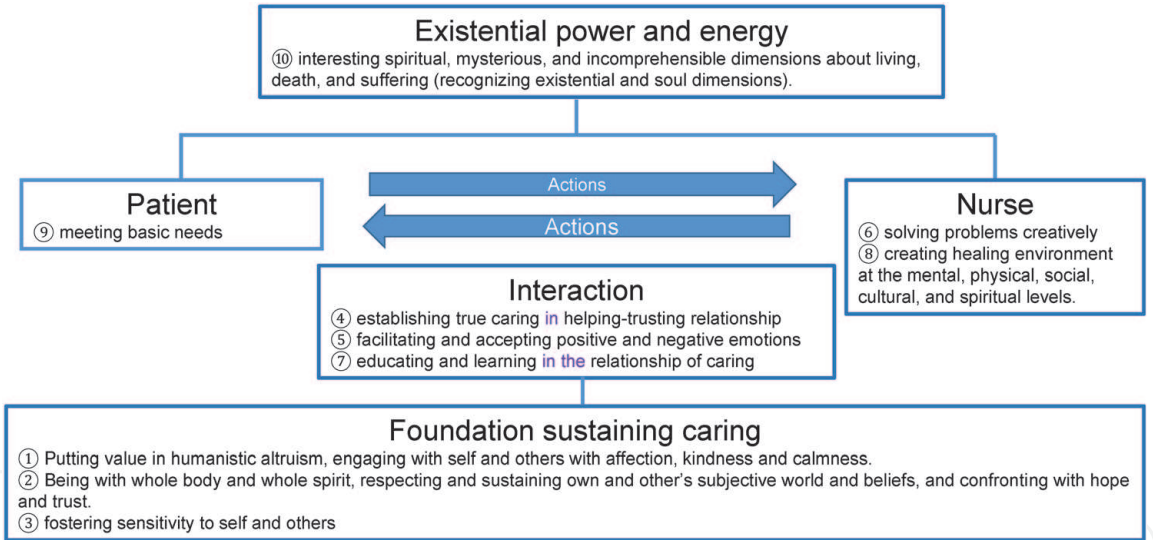 Existential power and energy
⑩ interesting spiritual, mysterious, and incomprehensible dimensions about living,
death, and suffering (recognizing existential and soul dimensions).
Patient
⑨ meeting basic needs
Actions
Actions
Nurse
⑥ solving problems creatively
⑧ creating healing environment
at the mental, physical, social,
cultural, and spiritual levels.
Interaction
④ establishing true caring in helping-trusting relationship
⑤ facilitating and accepting positive and negative emotions
⑦ educating and learning in the relationship of caring
Foundation sustaining caring
① Putting value in humanistic altruism, engaging with self and others with affection, kindness and calmness.
② Being with whole body and whole spirit, respecting and sustaining own and other's subjective world and beliefs, and confronting with hope
and trust.
③ fostering sensitivity to self and others